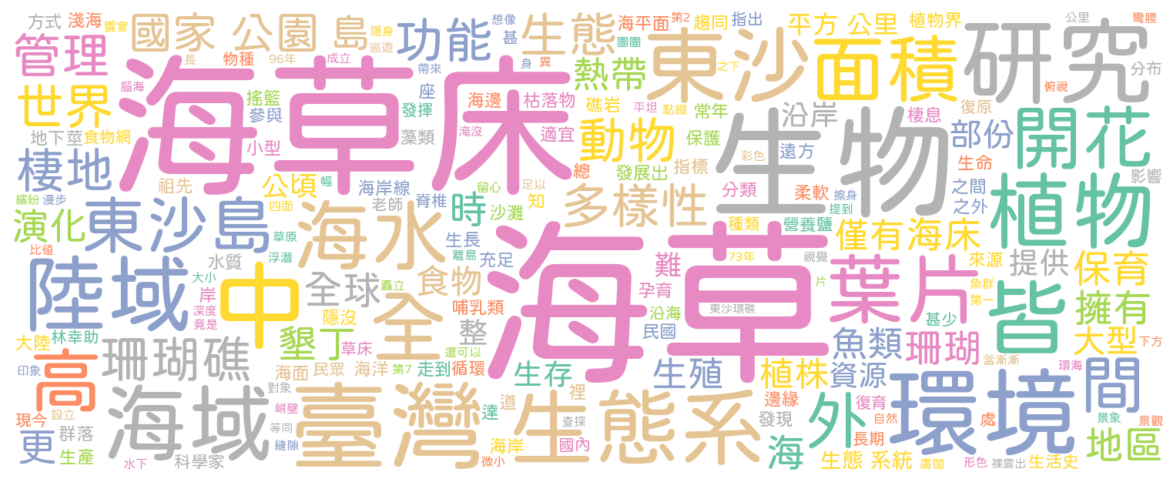 方式 淺海 饗宴 國家 公園 島 隱身 巡遊 功能 想像 甚 生態 海平面 第2 趨同 指出 平方 公里 植物界 研究 公里 彎腰
管理 物種 長 96年 成立 帶來 身 異 團團 熱帶 東沙 之下 面積 分布
世界 搖籃 腦海 海草床 座 發揮 海邊 枯落物 礁岩 平坦 點綴 常年 沿岸 棲息 復原 俯視
參與 淹沒 適宜 動物 保護 生物 部份 開花
地下莖 食物網 小型 藻類 總 發展出 指標 彩色 遠方 生命 影響
棲地 祖先 公頃 幅 海岸線 脊椎 留心 足以 多樣性 分類 柔軟 擦身 之間 植物
繽紛 漫步 四面 老師 時 沙灘 知 種類 提到 之外
演化 東沙島 草原 海水 生長 離島 營養鹽 僅有 海床
比值 水質 浮潛 充足 海草 難 73年 視覺 葉片 來源 提供 保育
陸域 大小 岸 中 矗立 全球 食物 孕育 片 魚群 皆 擁有
深度 竟是 隱沒 全 哺乳類 沿海 東沙環礁 第一
大陸 林幸助 墾丁 整 民國 甚少 大型 下方
印象 高 珊瑚礁 草床 還可以 魚類 珊瑚 當漸漸 環海
海面 民眾 海洋 第7 走到 循環 生存 生殖 植株 資源 間
現今 設立 海域 對象 峭壁 臺灣 達 道 裡 生態系 邊緣 復育 環境 景象 景觀
更 群落 等同 查探 發現 外 自然 處 地區
生產 水下 科學家 縫隙 微小 海岸 國內 海 長期 生態 系統 廣闊 形色 裸露出 生活史